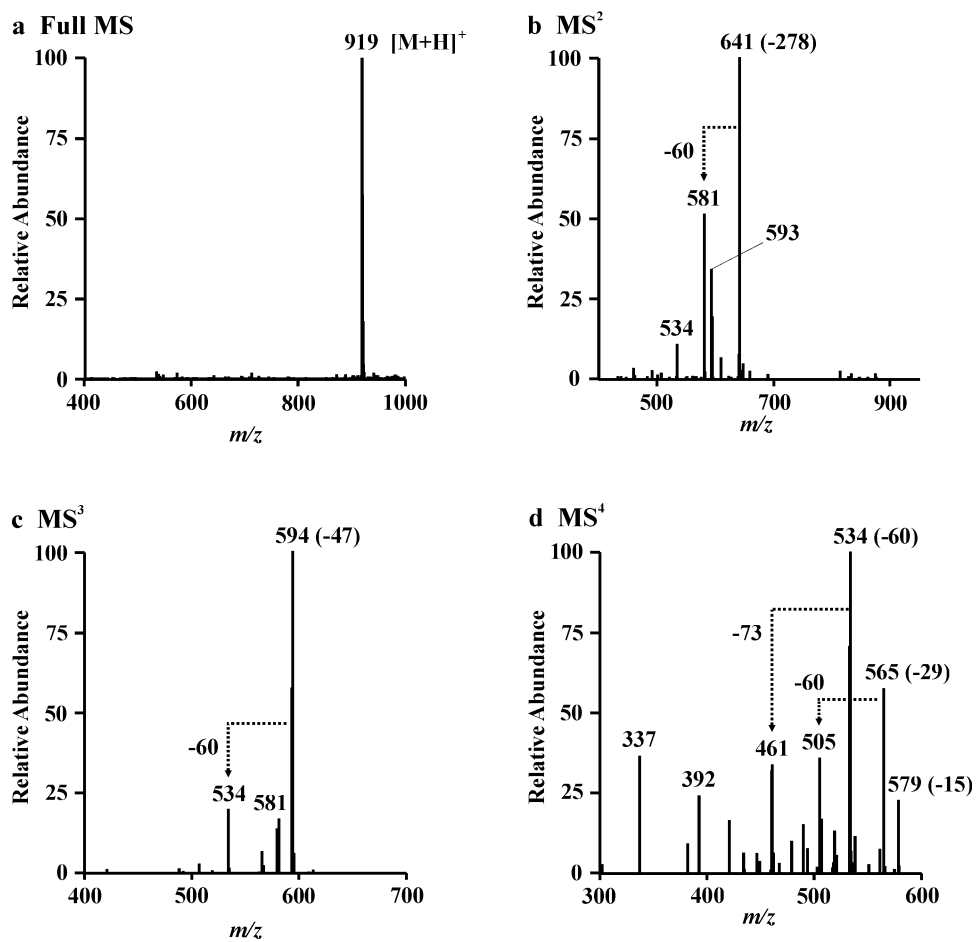 a Full MS
919 [M+H]+
100
75
50
25
0
400 600 800 1000
m/z
Relative Abundance
b MS2
641 (-278)
-60
581
593
534
100
75
50
25
0
500 700 900
m/z
Relative Abundance
c MS3
594 (-47)
-60
534
581
100
75
50
25
0
400 500 600 700
m/z
Relative Abundance
d MS4
534 (-60)
-73
565 (-29)
-60
337
461
505
392
579 (-15)
100
75
50
25
0
300 400 500 600
m/z
Relative Abundance